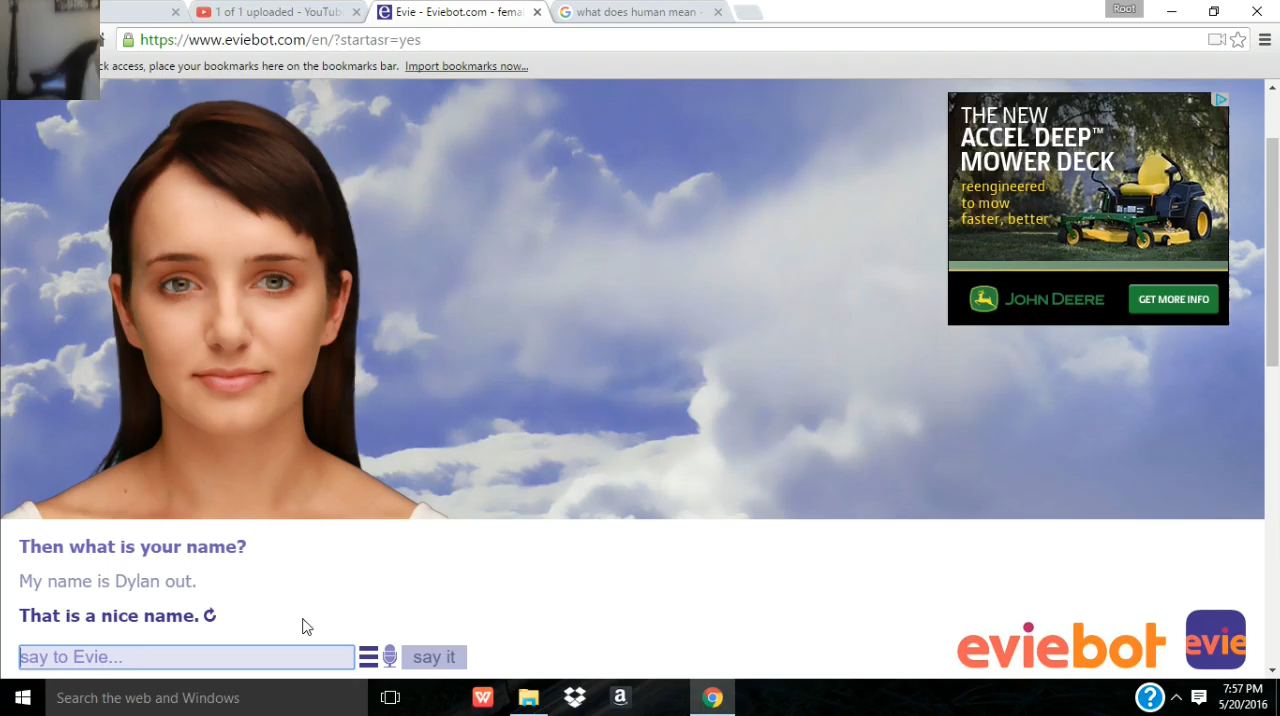 1 of 1 uploaded - YouTube
Evie - Eviebot.com - fema
what does human mean -
Root
https://www.eviebot.com/en/?startasr=yes
ck access, place your bookmarks here on the bookmarks bar. Import bookmarks now...
THE NEW
ACCEL DEEP™
MOWER DECK
reengineered
to mow
faster, better
JOHN DEERE
GET MORE INFO
Then what is your name?
My name is Dylan out.
That is a nice name.
say to Evie...
say it
eviebot
evie
Search the web and Windows
7:57 PM
5/20/2016